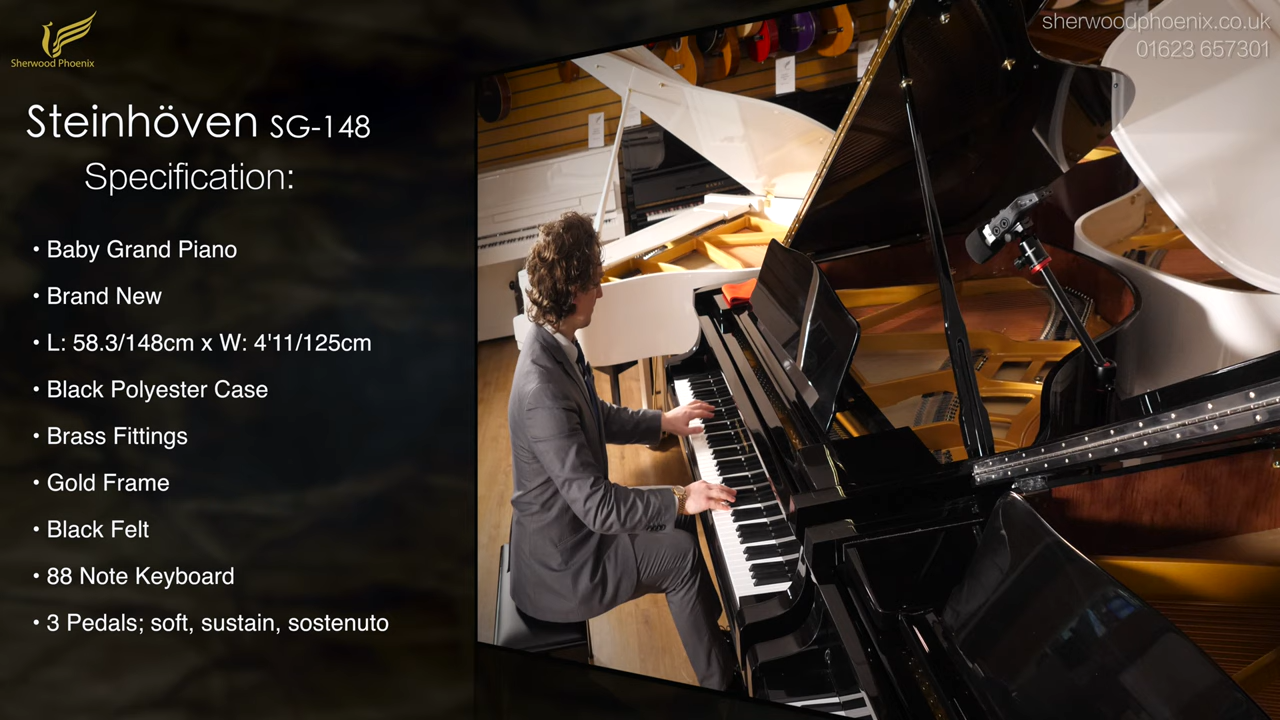 Sherwood Phoenix
sherwoodphoenix.co.uk
01623 657301
Steinhöven SG-148
Specification:
• Baby Grand Piano
• Brand New
• L: 58.3/148cm x W: 4'11/125cm
• Black Polyester Case
• Brass Fittings
• Gold Frame
• Black Felt
• 88 Note Keyboard
• 3 Pedals; soft, sustain, sostenuto